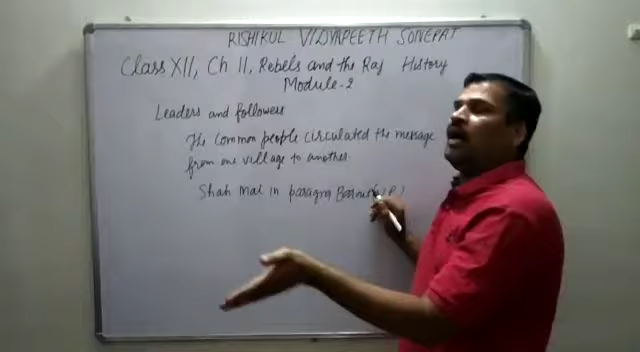 RISHIKUL VIDYAPEETH SONEPAT
Class XII, Ch 11, Rebels and the Raj History
Module-2
Leaders and followers
The common people circulated the message
from one village to another.
Shah Mal in paragna